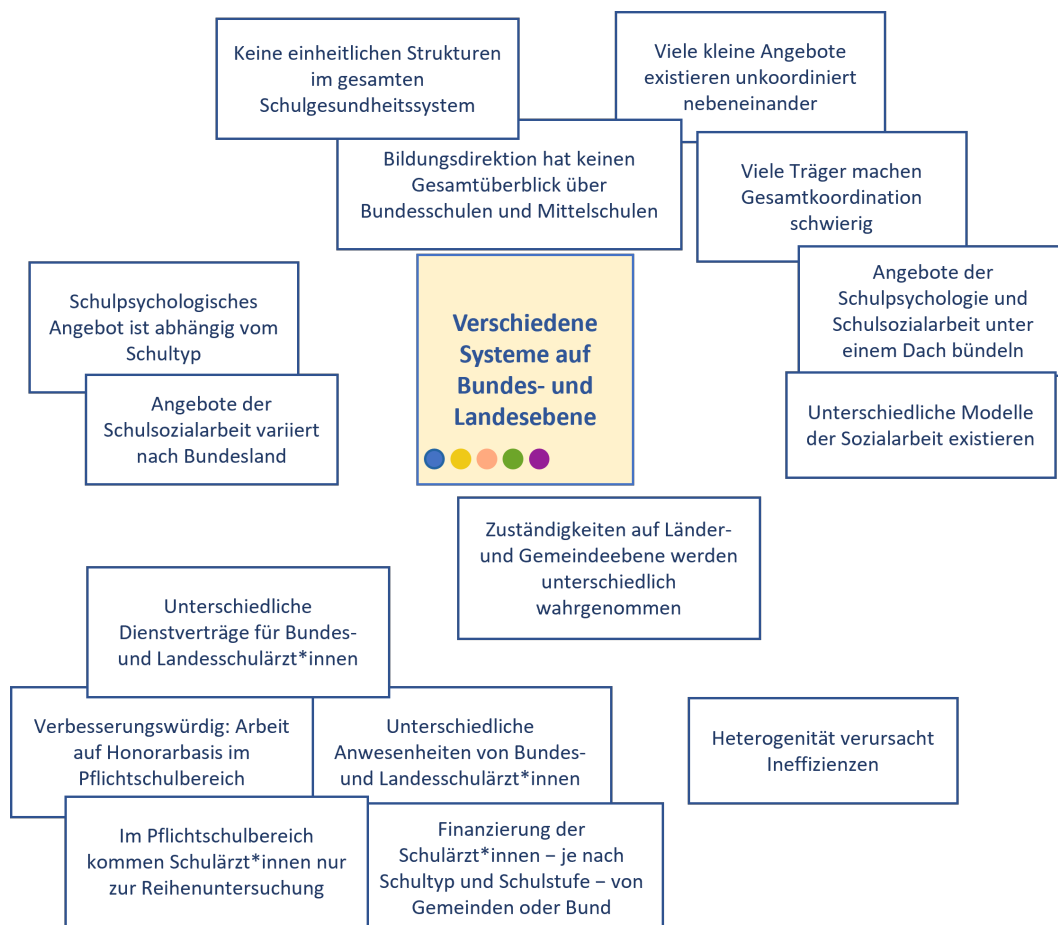 Keine einheitlichen Strukturen
im gesamten
Schulgesundheitssystem
Viele kleine Angebote
existieren unkoordiniert
nebeneinander
Bildungsdirektion hat keinen
Gesamtüberblick über
Bundesschulen und Mittelschulen
Viele Träger machen
Gesamtkoordination
schwierig
Schulpsychologisches
Angebot ist abhängig vom
Schultyp
Verschiedene
Systeme auf
Bundes- und
Landesebene
Angebote der
Schulpsychologie und
Schulsozialarbeit unter
einem Dach bündeln
Angebote der
Schulsozialarbeit variiert
nach Bundesland
Unterschiedliche Modelle
der Sozialarbeit existieren
Zuständigkeiten auf Länder-
und Gemeindeebene werden
unterschiedlich
wahrgenommen
Unterschiedliche
Dienstverträge für Bundes-
und Landesschulärzt*innen
Verbesserungswürdig: Arbeit
auf Honorarbasis im
Pflichtschulbereich
Unterschiedliche
Anwesenheiten von Bundes-
und Landesschulärzt*innen
Heterogenität verursacht
Ineffizienzen
Im Pflichtschulbereich
kommen Schulärzt*innen nur
zur Reihenuntersuchung
Finanzierung der
Schulärzt*innen – je nach
Schultyp und Schulstufe – von
Gemeinden oder Bund